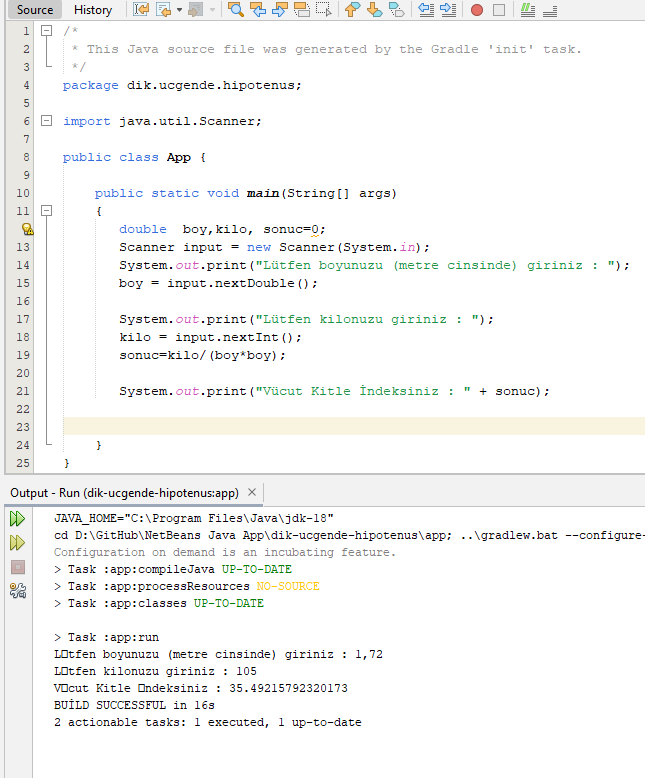 Source History
1 /*
2 * This Java source file was generated by the Gradle 'init' task.
3 */
4 package dik.ucgende.hipotenus;
5
6 import java.util.Scanner;
7
8 public class App {
9
10 public static void main(String[] args)
11 {
double boy,kilo, sonuc=0;
13 Scanner input = new Scanner(System.in);
14 System.out.print("Lütfen boyunuzu (metre cinsinde) giriniz : ");
15 boy = input.nextDouble();
16
17 System.out.print("Lütfen kilonuzu giriniz : ");
18 kilo = input.nextInt();
19 sonuc=kilo/(boy*boy);
20
21 System.out.print("Vücut Kitle İndeksiniz : " + sonuc);
22
23
24 }
25 }
Output - Run (dik-ucgende-hipotenus:app) ×
JAVA_HOME="C:\Program Files\Java\jdk-18"
cd D:\GitHub\NetBeans Java App\dik-ucgende-hipotenus\app; ..\gradlew.bat --configure-
Configuration on demand is an incubating feature.
> Task :app:compileJava UP-TO-DATE
> Task :app:processResources NO-SOURCE
> Task :app:classes UP-TO-DATE
> Task :app:run
L□tfen boyunuzu (metre cinsinde) giriniz : 1,72
L□tfen kilonuzu giriniz : 105
V□cut Kitle □ndeksiniz : 35.49215792320173
BUİLD SUCCESSFUL in 16s
2 actionable tasks: 1 executed, 1 up-to-date